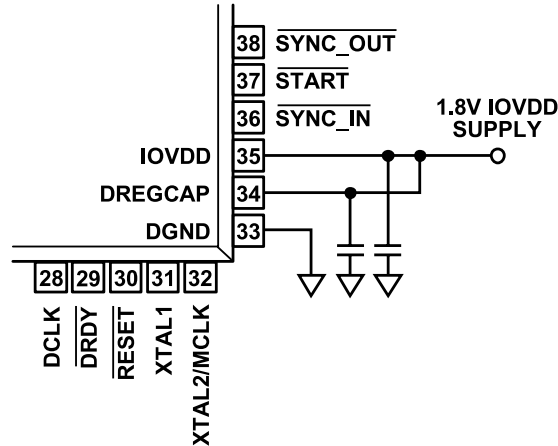 38 SYNC_OUT
37 START
36 SYNC_IN
1.8V IOVDD
SUPPLY
IOVDD 35
DREGCAP 34
DGND 33
28 29 30 31 32
DCLK
DRDY
RESET
XTAL1
XTAL2/MCLK